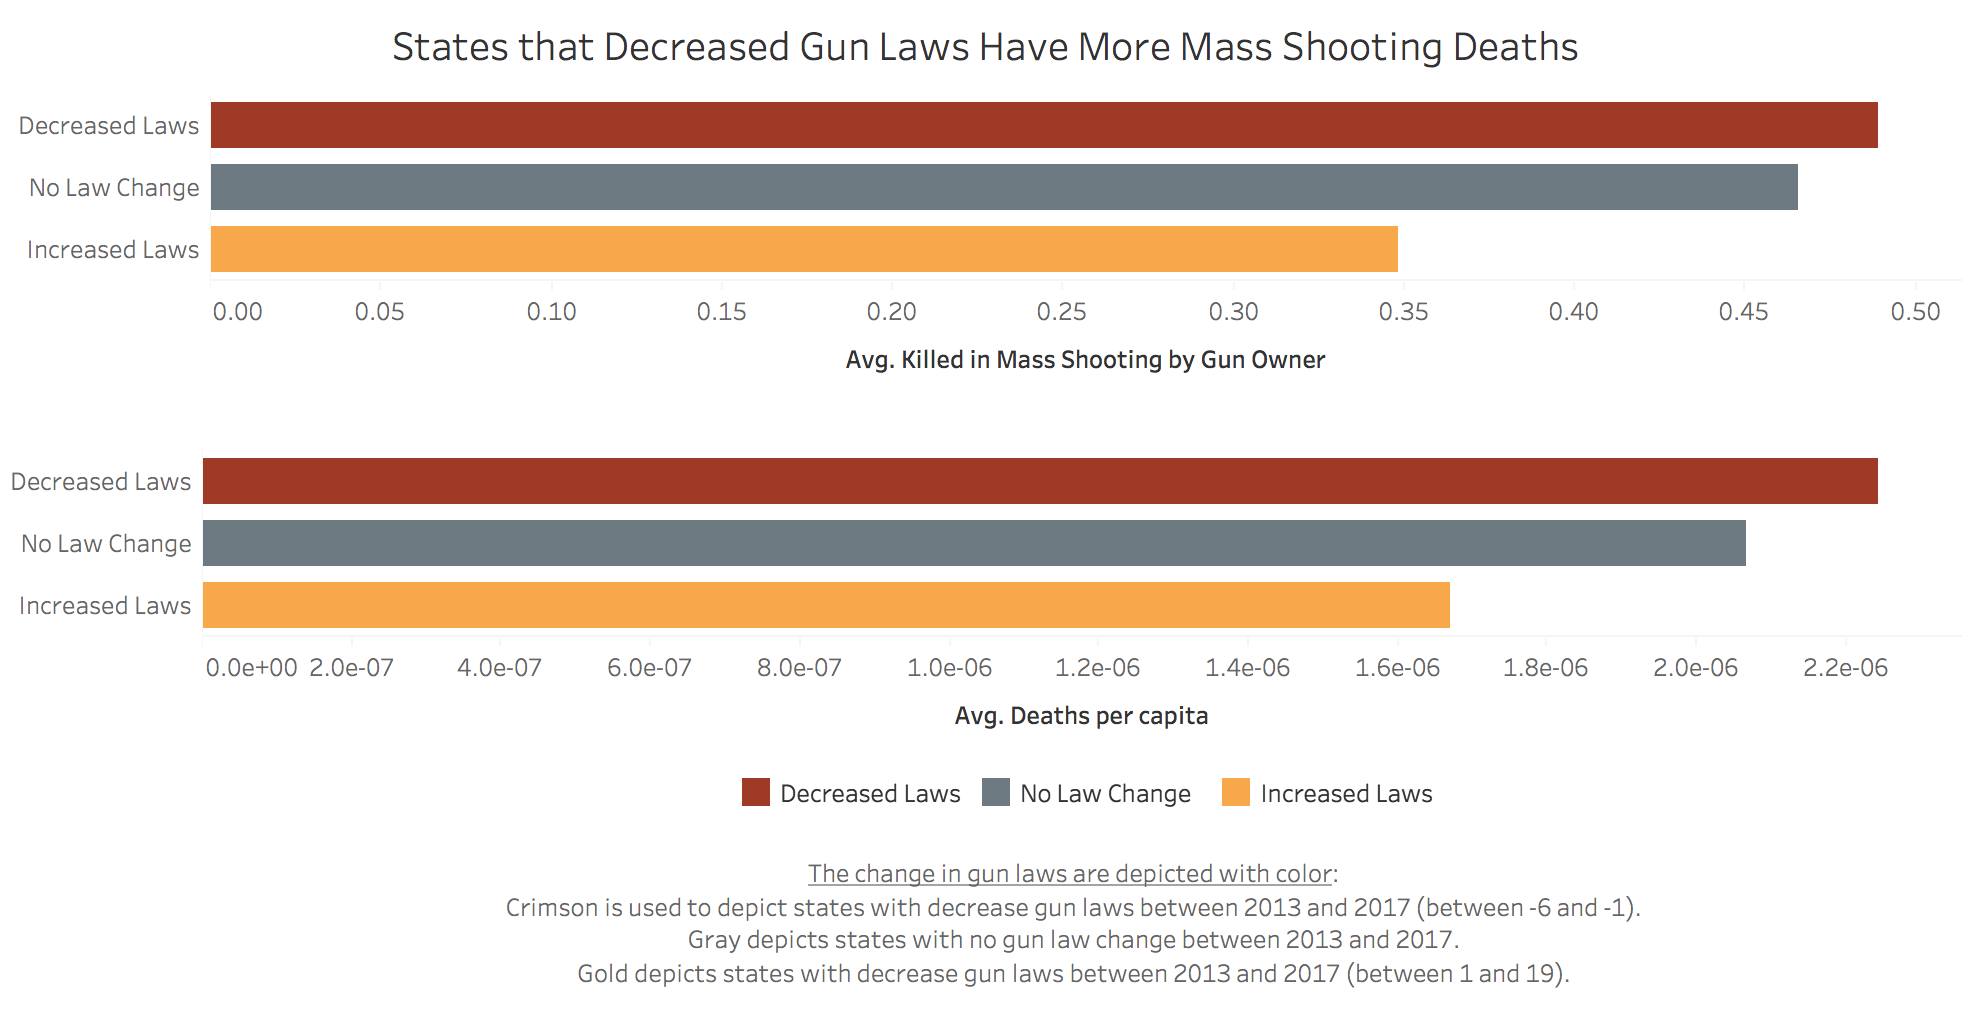 States that Decreased Gun Laws Have More Mass Shooting Deaths
Decreased Laws
No Law Change
Increased Laws
0.00 0.05 0.10 0.15 0.20 0.25 0.30 0.35 0.40 0.45 0.50
Avg. Killed in Mass Shooting by Gun Owner
Decreased Laws
No Law Change
Increased Laws
0.0e+00 2.0e-07 4.0e-07 6.0e-07 8.0e-07 1.0e-06 1.2e-06 1.4e-06 1.6e-06 1.8e-06 2.0e-06 2.2e-06
Avg. Deaths per capita
Decreased Laws No Law Change Increased Laws
The change in gun laws are depicted with color:
Crimson is used to depict states with decrease gun laws between 2013 and 2017 (between -6 and -1).
Gray depicts states with no gun law change between 2013 and 2017.
Gold depicts states with decrease gun laws between 2013 and 2017 (between 1 and 19).